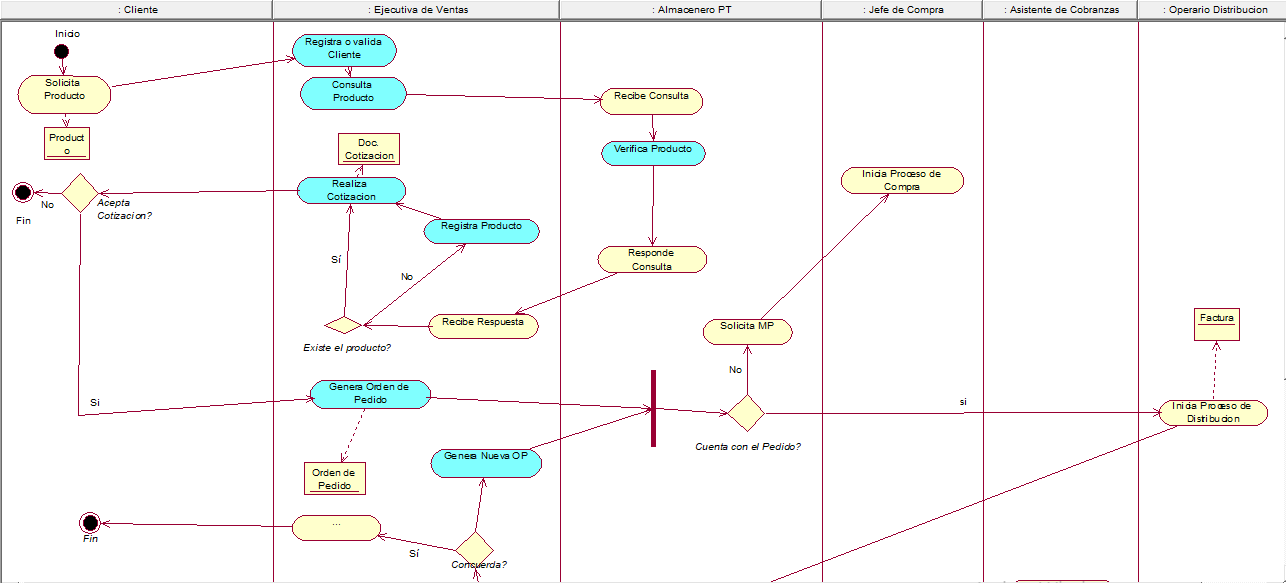 : Cliente
: Ejecutiva de Ventas
: Almacenero PT
: Jefe de Compra
: Asistente de Cobranzas
: Operario Distribucion
Inicio
Solicita
Producto
Product
o
Registra o valida
Cliente
Consulta
Producto
Recibe Consulta
Verifica Producto
Doc.
Cotizacion
Realiza
Cotizacion
Acepta
Cotizacion?
No
Fin
Registra Producto
Sí
No
Responde
Consulta
Inicia Proceso de
Compra
Recibe Respuesta
Existe el producto?
Solicita MP
Factura
No
Si
Genera Orden de
Pedido
Cuenta con el Pedido?
si
Inicia Proceso de
Distribucion
Orden de
Pedido
Genera Nueva OP
...
Fin
Sí
Concuerda?